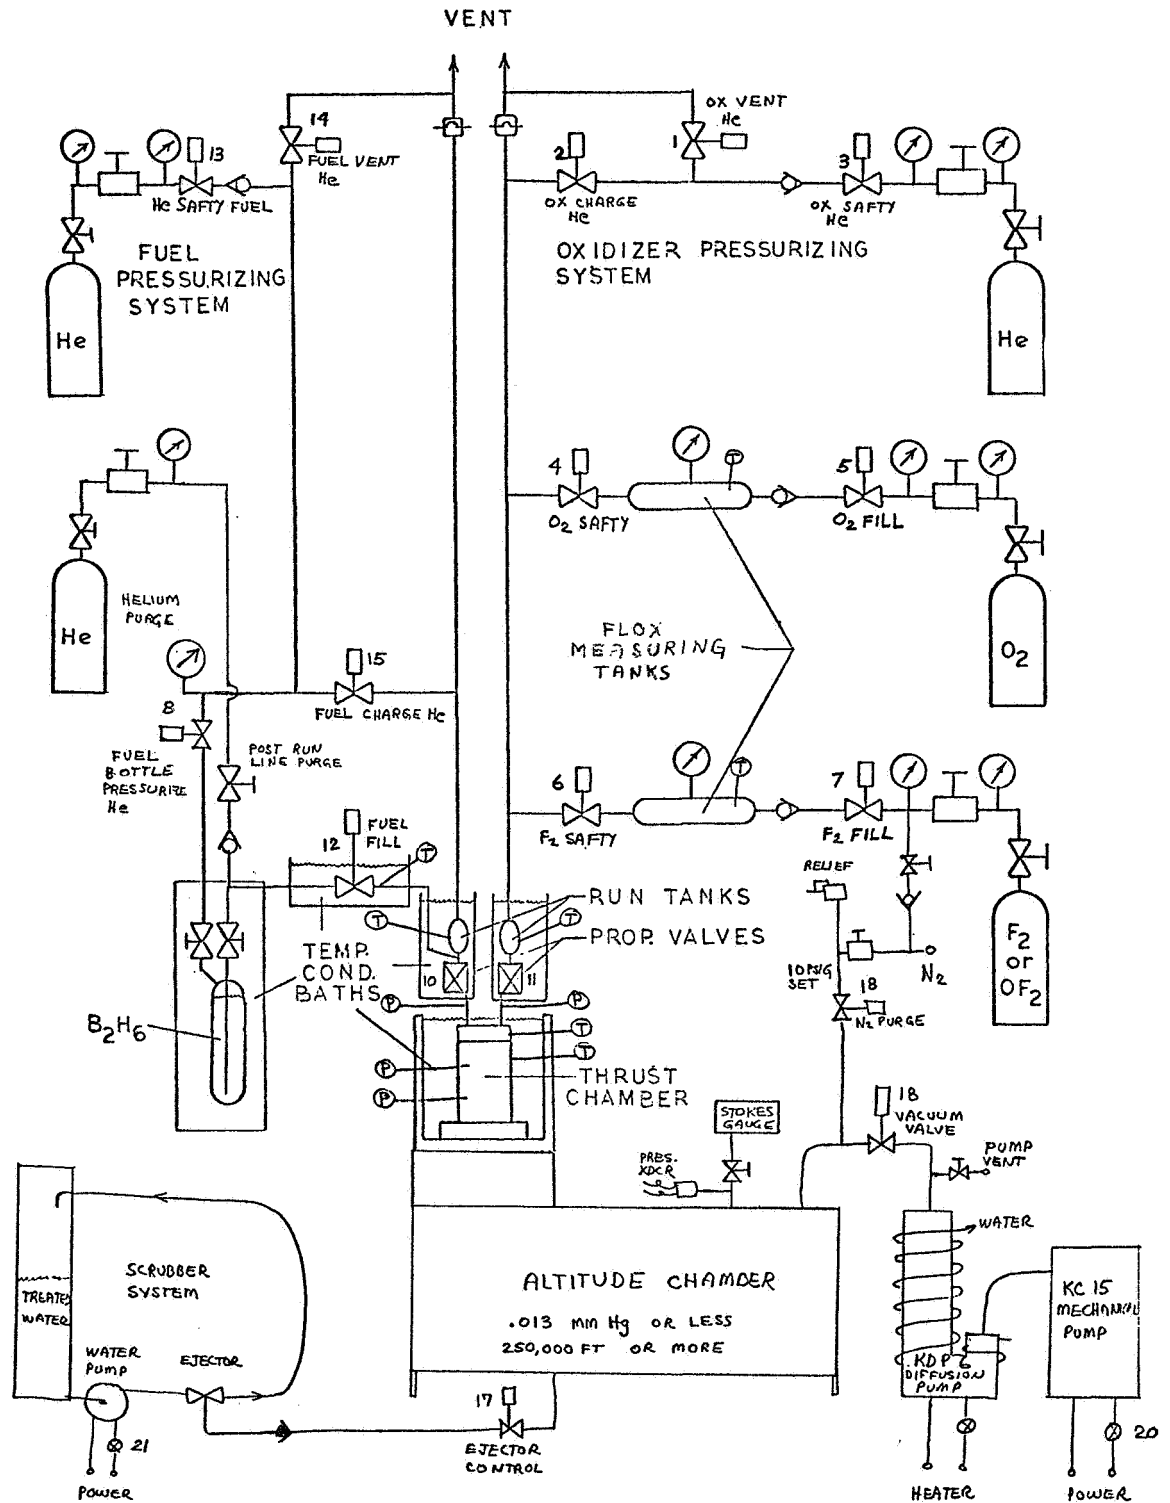 VENT
14
FUEL VENT
He
13
He SAFTY FUEL
FUEL
PRESSURIZING
SYSTEM
He
OX VENT
He
1
2
OX CHARGE
He
3
OX SAFTY
He
OXIDIZER PRESSURIZING
SYSTEM
He
4
O2 SAFTY
T
5
O2 FILL
O2
HELIUM
PURGE
He
FLOX
MEASURING
TANKS
15
FUEL CHARGE He
8
FUEL
BOTTLE
PRESSURIZE
He
POST RUN
LINE PURGE
6
F2 SAFTY
T
7
F2 FILL
F2
or
OF2
12
FUEL
FILL
T
RELIEF
10 PSIG
SET
N2
18
N2 PURGE
RUN TANKS
PROP. VALVES
T
T
10
11
TEMP.
COND.
BATHS
B2H6
P
P
T
T
P
P
THRUST
CHAMBER
STOKES
GAUGE
PRES.
XDCR
18
VACUUM
VALVE
PUMP
VENT
WATER
SCRUBBER
SYSTEM
TREATED
WATER
WATER
PUMP
EJECTOR
ALTITUDE CHAMBER
.013 mm Hg OR LESS
250,000 FT OR MORE
KDP 6
DIFFUSION
PUMP
KC 15
MECHANICAL
PUMP
17
EJECTOR
CONTROL
21
POWER
HEATER
20
POWER